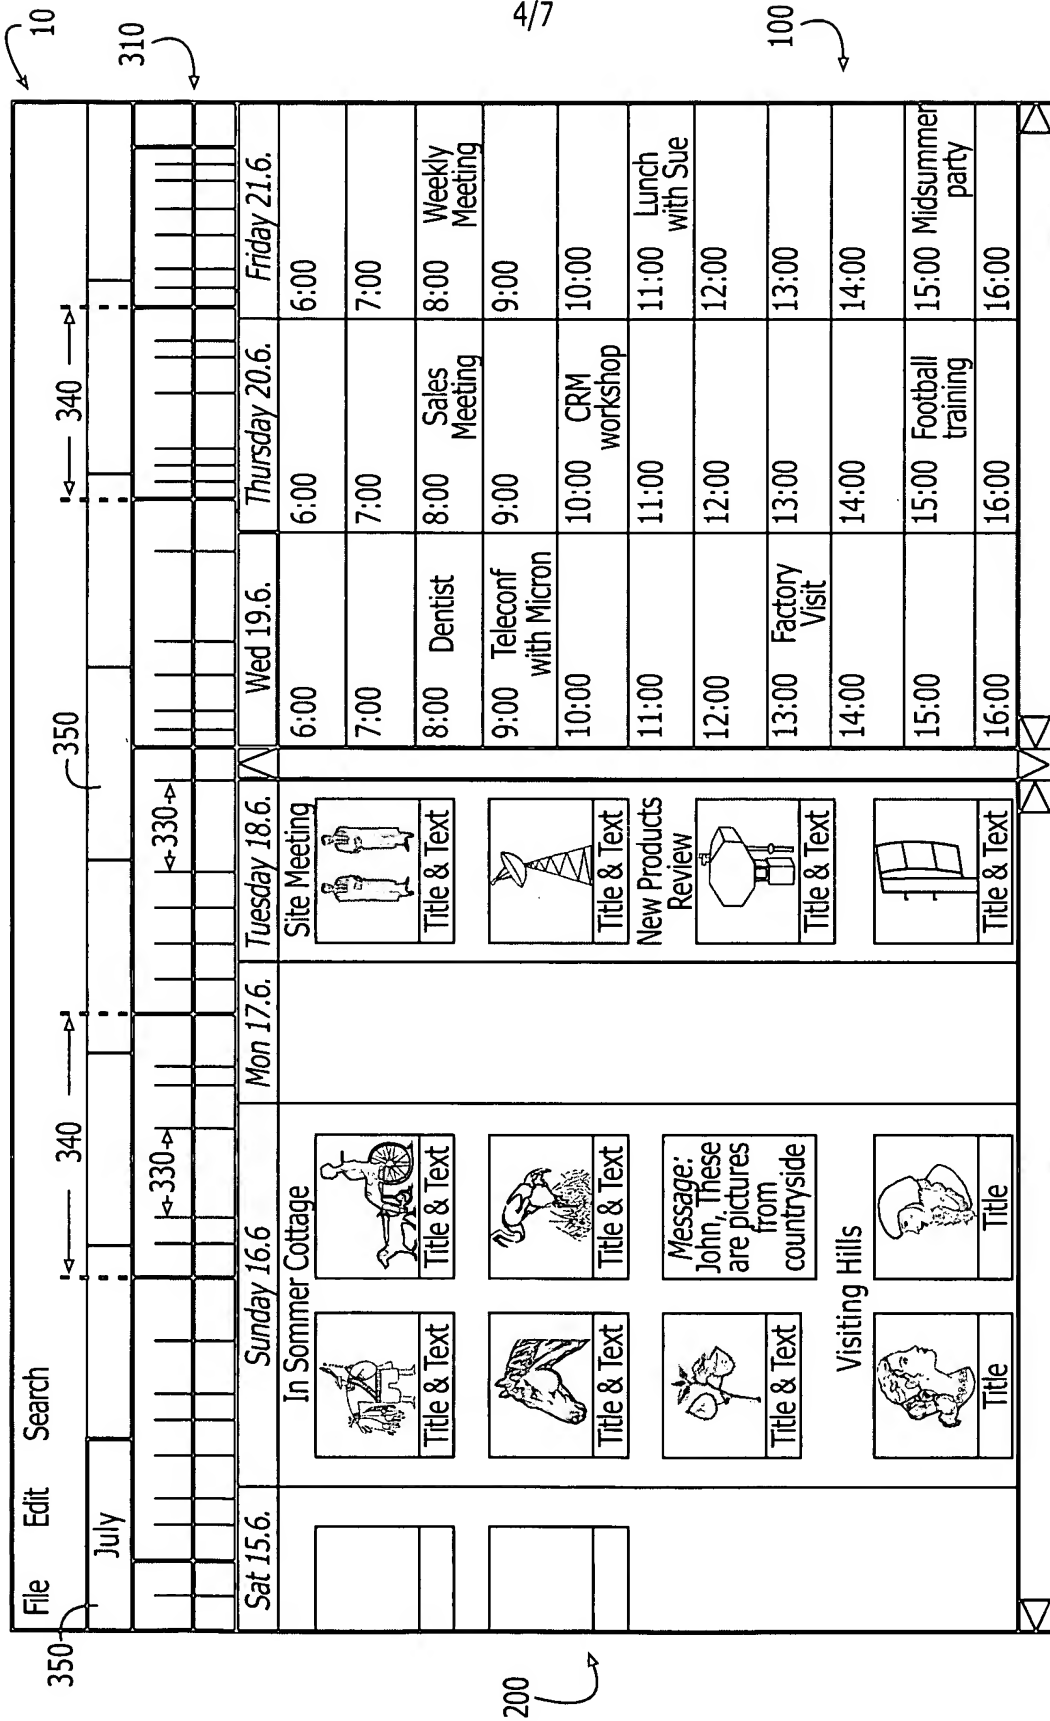 4/7
10
File Edit Search
350
July
340
340
350
310
330
330
Sat 15.6.
Sunday 16.6
Mon 17.6.
Tuesday 18.6.
Wed 19.6.
Thursday 20.6.
Friday 21.6.
In Sommer Cottage
Title & Text
Title & Text
Title & Text
Title & Text
Title & Text
Message:
John, These
are pictures
from
countryside
Visiting Hills
Title
Title
Site Meeting
Title & Text
Title & Text
New Products
Review
Title & Text
Title & Text
6:00
7:00
8:00 Dentist
9:00 Teleconf
with Micron
10:00
11:00
12:00
13:00 Factory
Visit
14:00
15:00
16:00
6:00
7:00
8:00 Sales
Meeting
9:00
10:00 CRM
workshop
11:00
12:00
13:00
14:00
15:00 Football
training
16:00
6:00
7:00
8:00 Weekly
Meeting
9:00
10:00
11:00 Lunch
with Sue
12:00
13:00
14:00
15:00 Midsummer
party
16:00
200
100